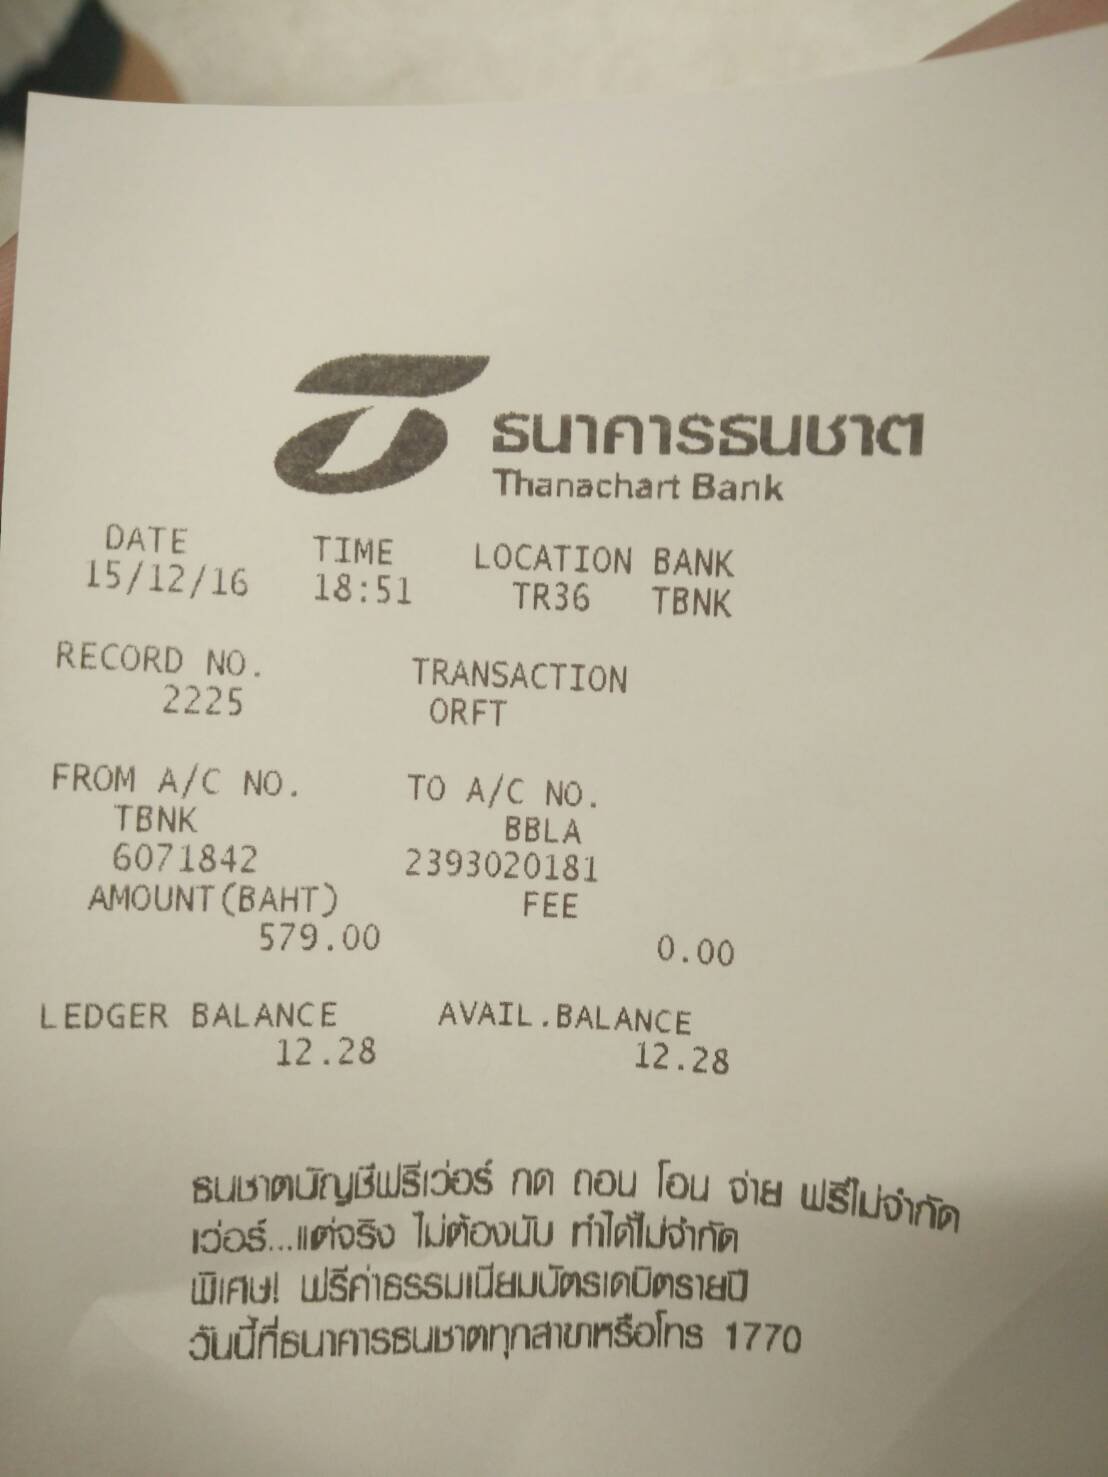 ธนาคารธนชาต
Thanachart Bank
DATE TIME LOCATION BANK
15/12/16 18:51 TR36 TBNK
RECORD NO. TRANSACTION
2225 ORFT
FROM A/C NO. TO A/C NO.
TBNK BBLA
6071842 2393020181
AMOUNT(BAHT) FEE
579.00 0.00
LEDGER BALANCE AVAIL.BALANCE
12.28 12.28
ธนชาตบัญชีฟรีเว่อร์ กด ถอน โอน จ่าย ฟรีไม่จำกัด
เว่อร์...แต่จริง ไม่ต้องนับ ทำได้ไม่จำกัด
พิเศษ! ฟรีค่าธรรมเนียมบัตรเดบิตรายปี
วันนี้ที่ธนาคารธนชาตทุกสาขาหรือโทร 1770